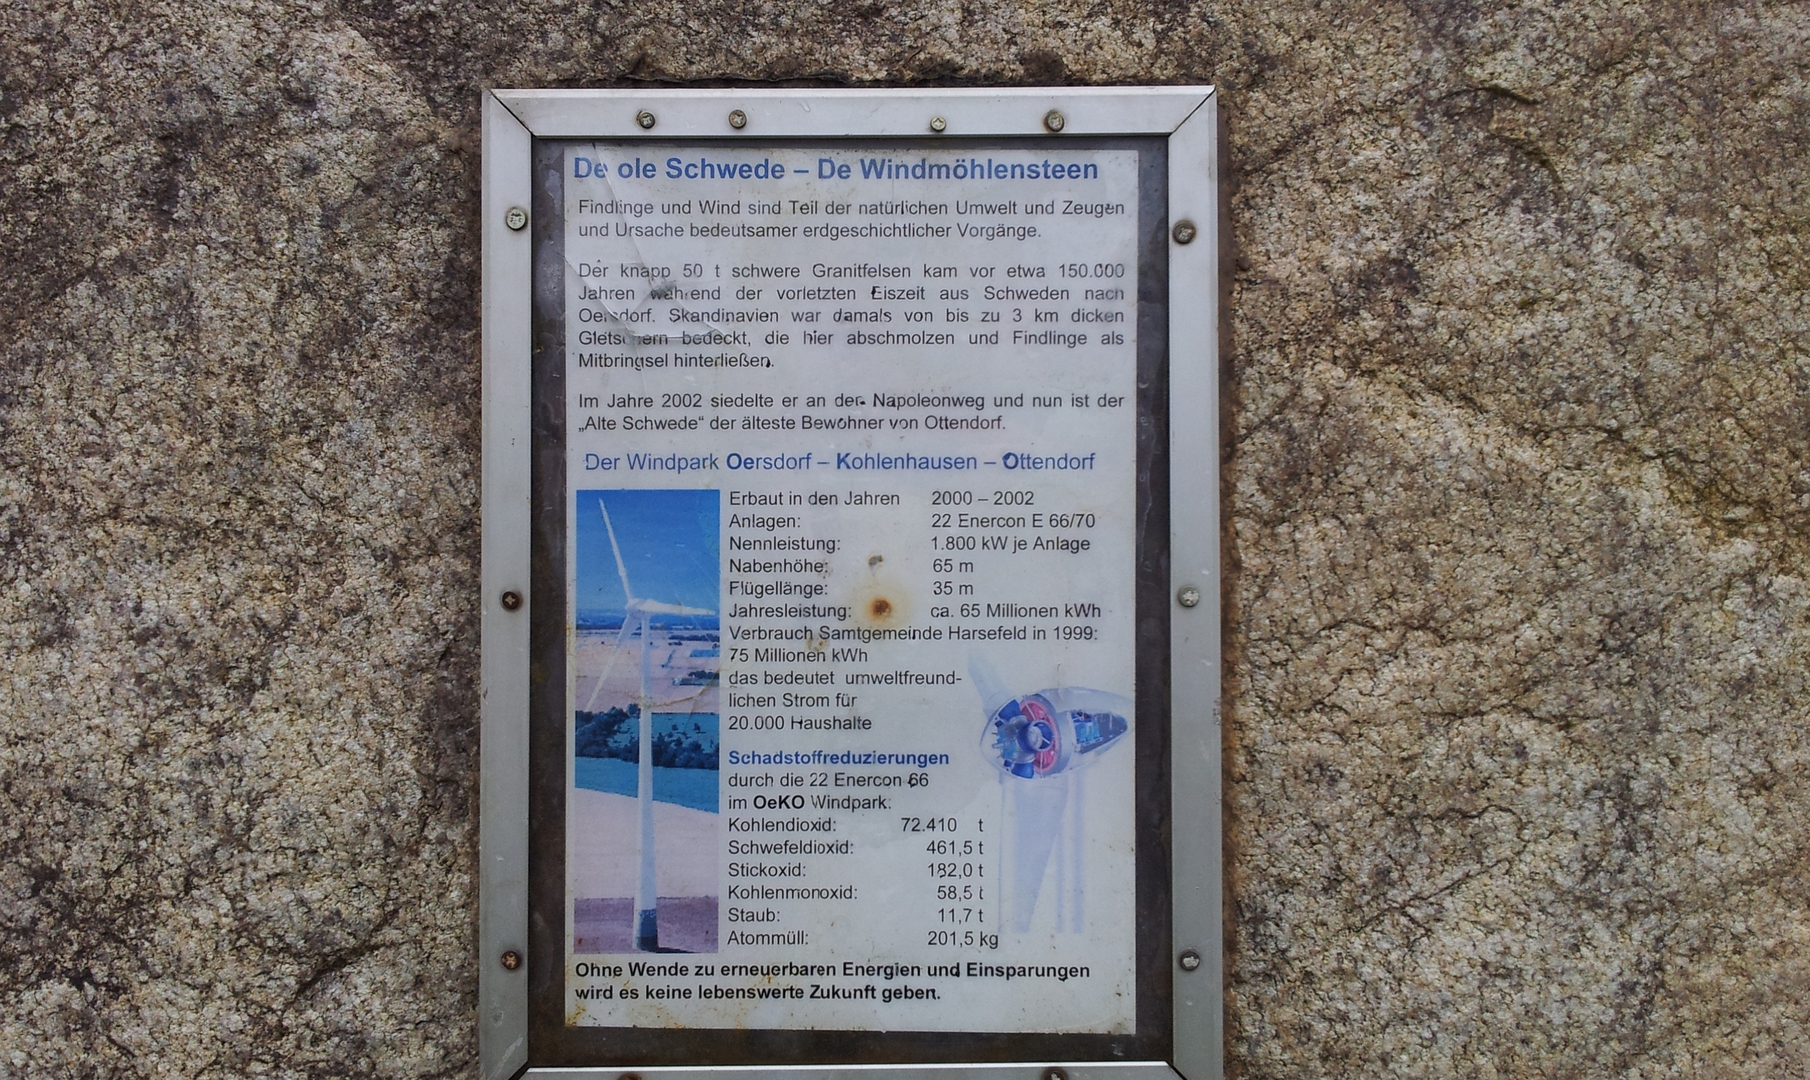 De ole Schwede – De Windmöhlensteen
Findlinge und Wind sind Teil der natürlichen Umwelt und Zeugen
und Ursache bedeutsamer erdgeschichtlicher Vorgänge.
Der knapp 50 t schwere Granitfelsen kam vor etwa 150.000
Jahren während der vorletzten Eiszeit aus Schweden nach
Oersdorf. Skandinavien war damals von bis zu 3 km dicken
Gletschern bedeckt, die hier abschmolzen und Findlinge als
Mitbringsel hinterließen.
Im Jahre 2002 siedelte er an den Napoleonweg und nun ist der
„Alte Schwede“ der älteste Bewohner von Ottendorf.
Der Windpark Oersdorf – Kohlenhausen – Ottendorf
Erbaut in den Jahren 2000 – 2002
Anlagen: 22 Enercon E 66/70
Nennleistung: 1.800 kW je Anlage
Nabenhöhe: 65 m
Flügellänge: 35 m
Jahresleistung: ca. 65 Millionen kWh
Verbrauch Samtgemeinde Harsefeld in 1999:
75 Millionen kWh
das bedeutet umweltfreund-
lichen Strom für
20.000 Haushalte
Schadstoffreduzierungen
durch die 22 Enercon 66
im OeKO Windpark:
Kohlendioxid: 72.410 t
Schwefeldioxid: 461,5 t
Stickoxid: 182,0 t
Kohlenmonoxid: 58,5 t
Staub: 11,7 t
Atommüll: 201,5 kg
Ohne Wende zu erneuerbaren Energien und Einsparungen
wird es keine lebenswerte Zukunft geben.